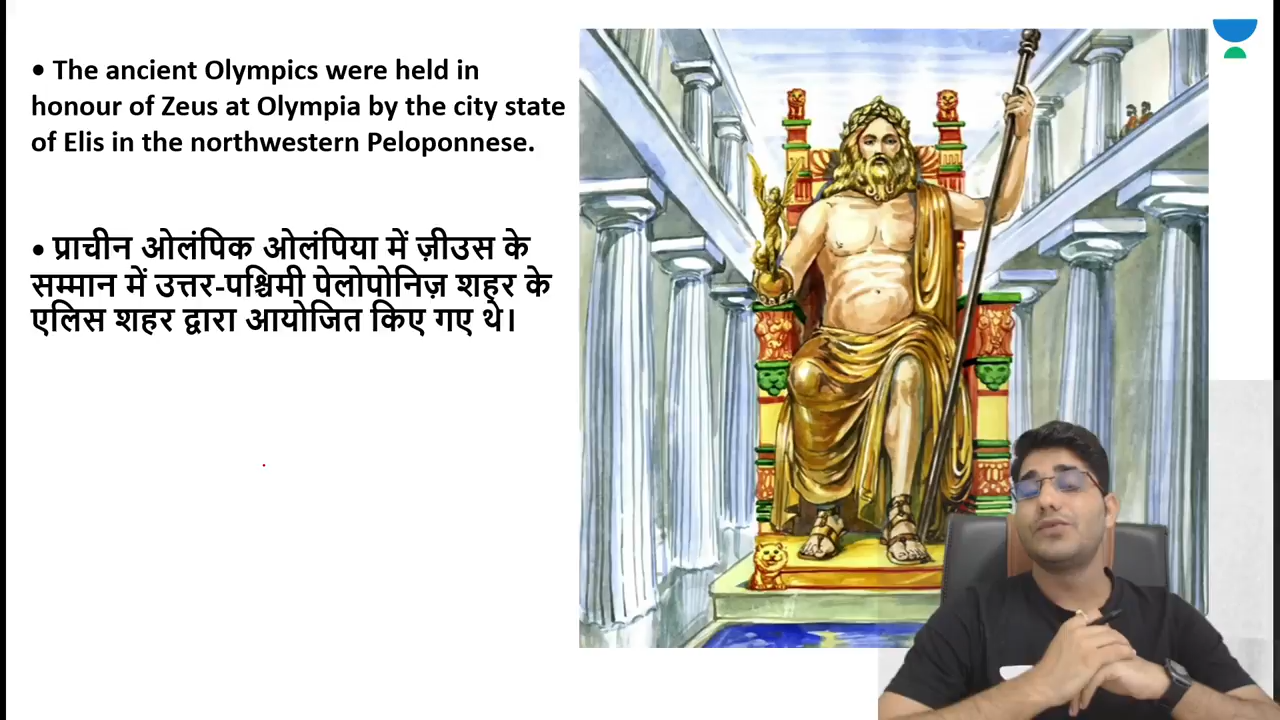 • The ancient Olympics were held in
honour of Zeus at Olympia by the city state
of Elis in the northwestern Peloponnese.
• प्राचीन ओलंपिक ओलंपिया में ज़ीउस के
सम्मान में उत्तर-पश्चिमी पेलोपोनिज़ शहर के
एलिस शहर द्वारा आयोजित किए गए थे।